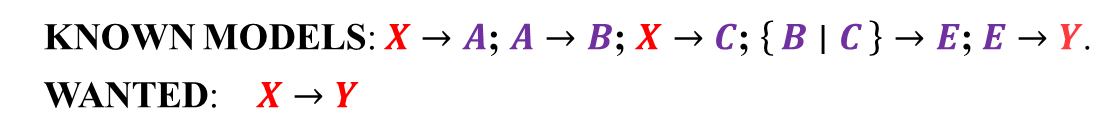 KNOWN MODELS: X → A; A → B; X → C; { B | C } → E; E → Y.
WANTED: X → Y